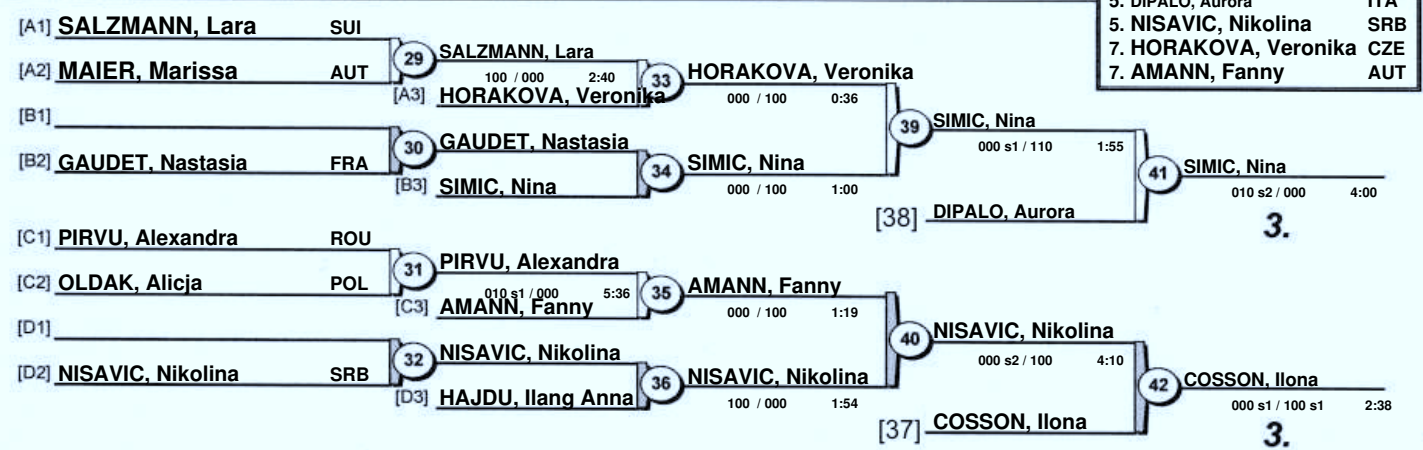 5. DIPALO, Aurora ITA
5. NISAVIC, Nikolina SRB
7. HORAKOVA, Veronika CZE
7. AMANN, Fanny AUT
[A1] SALZMANN, Lara SUI
[A2] MAIER, Marissa AUT
29
SALZMANN, Lara
100 / 000 2:40
[A3] HORAKOVA, Veronika
33
HORAKOVA, Veronika
000 / 100 0:36
[B1]
[B2] GAUDET, Nastasia FRA
30
GAUDET, Nastasia
[B3] SIMIC, Nina
34
SIMIC, Nina
000 / 100 1:00
39
SIMIC, Nina
000 s1 / 110 1:55
[38] DIPALO, Aurora
41
SIMIC, Nina
010 s2 / 000 4:00
3.
[C1] PIRVU, Alexandra ROU
[C2] OLDAK, Alicja POL
31
PIRVU, Alexandra
010 s1 / 000 5:36
[C3] AMANN, Fanny
35
AMANN, Fanny
000 / 100 1:19
[D1]
[D2] NISAVIC, Nikolina SRB
32
NISAVIC, Nikolina
[D3] HAJDU, Ilang Anna
36
NISAVIC, Nikolina
100 / 000 1:54
40
NISAVIC, Nikolina
000 s2 / 100 4:10
[37] COSSON, Ilona
42
COSSON, Ilona
000 s1 / 100 s1 2:38
3.